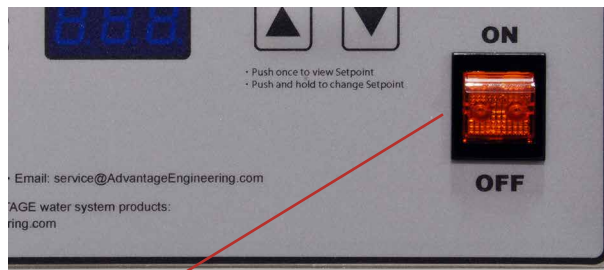 ON
· Push once to view Setpoint
· Push and hold to change Setpoint
OFF
· Email: service@AdvantageEngineering.com
TAGE water system products:
ring.com